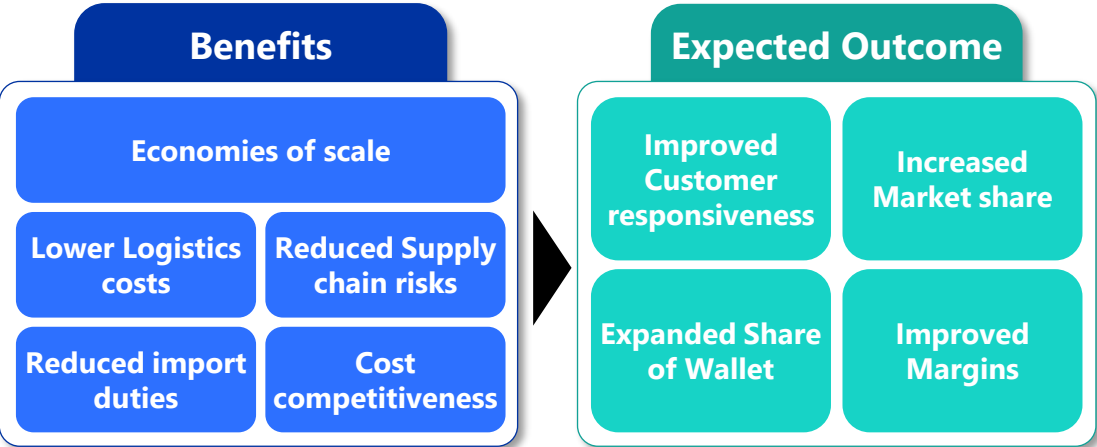 Benefits
Economies of scale
Lower Logistics
costs
Reduced Supply
chain risks
Reduced import
duties
Cost
competitiveness
Expected Outcome
Improved
Customer
responsiveness
Increased
Market share
Expanded Share
of Wallet
Improved
Margins